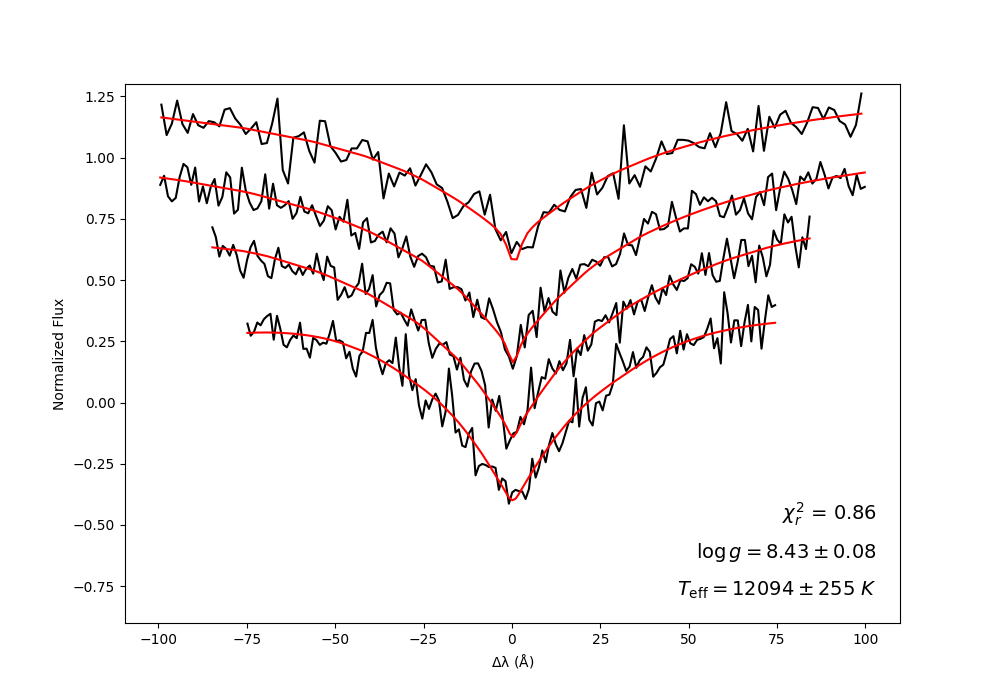 Normalized Flux
1.25
1.00
0.75
0.50
0.25
0.00
−0.25
−0.50
−0.75
χ²ᵣ = 0.86
log g = 8.43 ± 0.08
T_eff = 12094 ± 255 K
−100 −75 −50 −25 0 25 50 75 100
Δλ (Å)